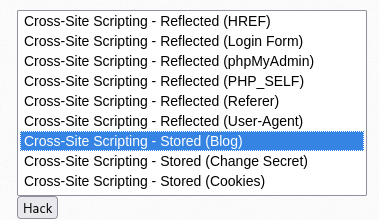 Cross-Site Scripting - Reflected (HREF)
Cross-Site Scripting - Reflected (Login Form)
Cross-Site Scripting - Reflected (phpMyAdmin)
Cross-Site Scripting - Reflected (PHP_SELF)
Cross-Site Scripting - Reflected (Referer)
Cross-Site Scripting - Reflected (User-Agent)
Cross-Site Scripting - Stored (Blog)
Cross-Site Scripting - Stored (Change Secret)
Cross-Site Scripting - Stored (Cookies)
Hack